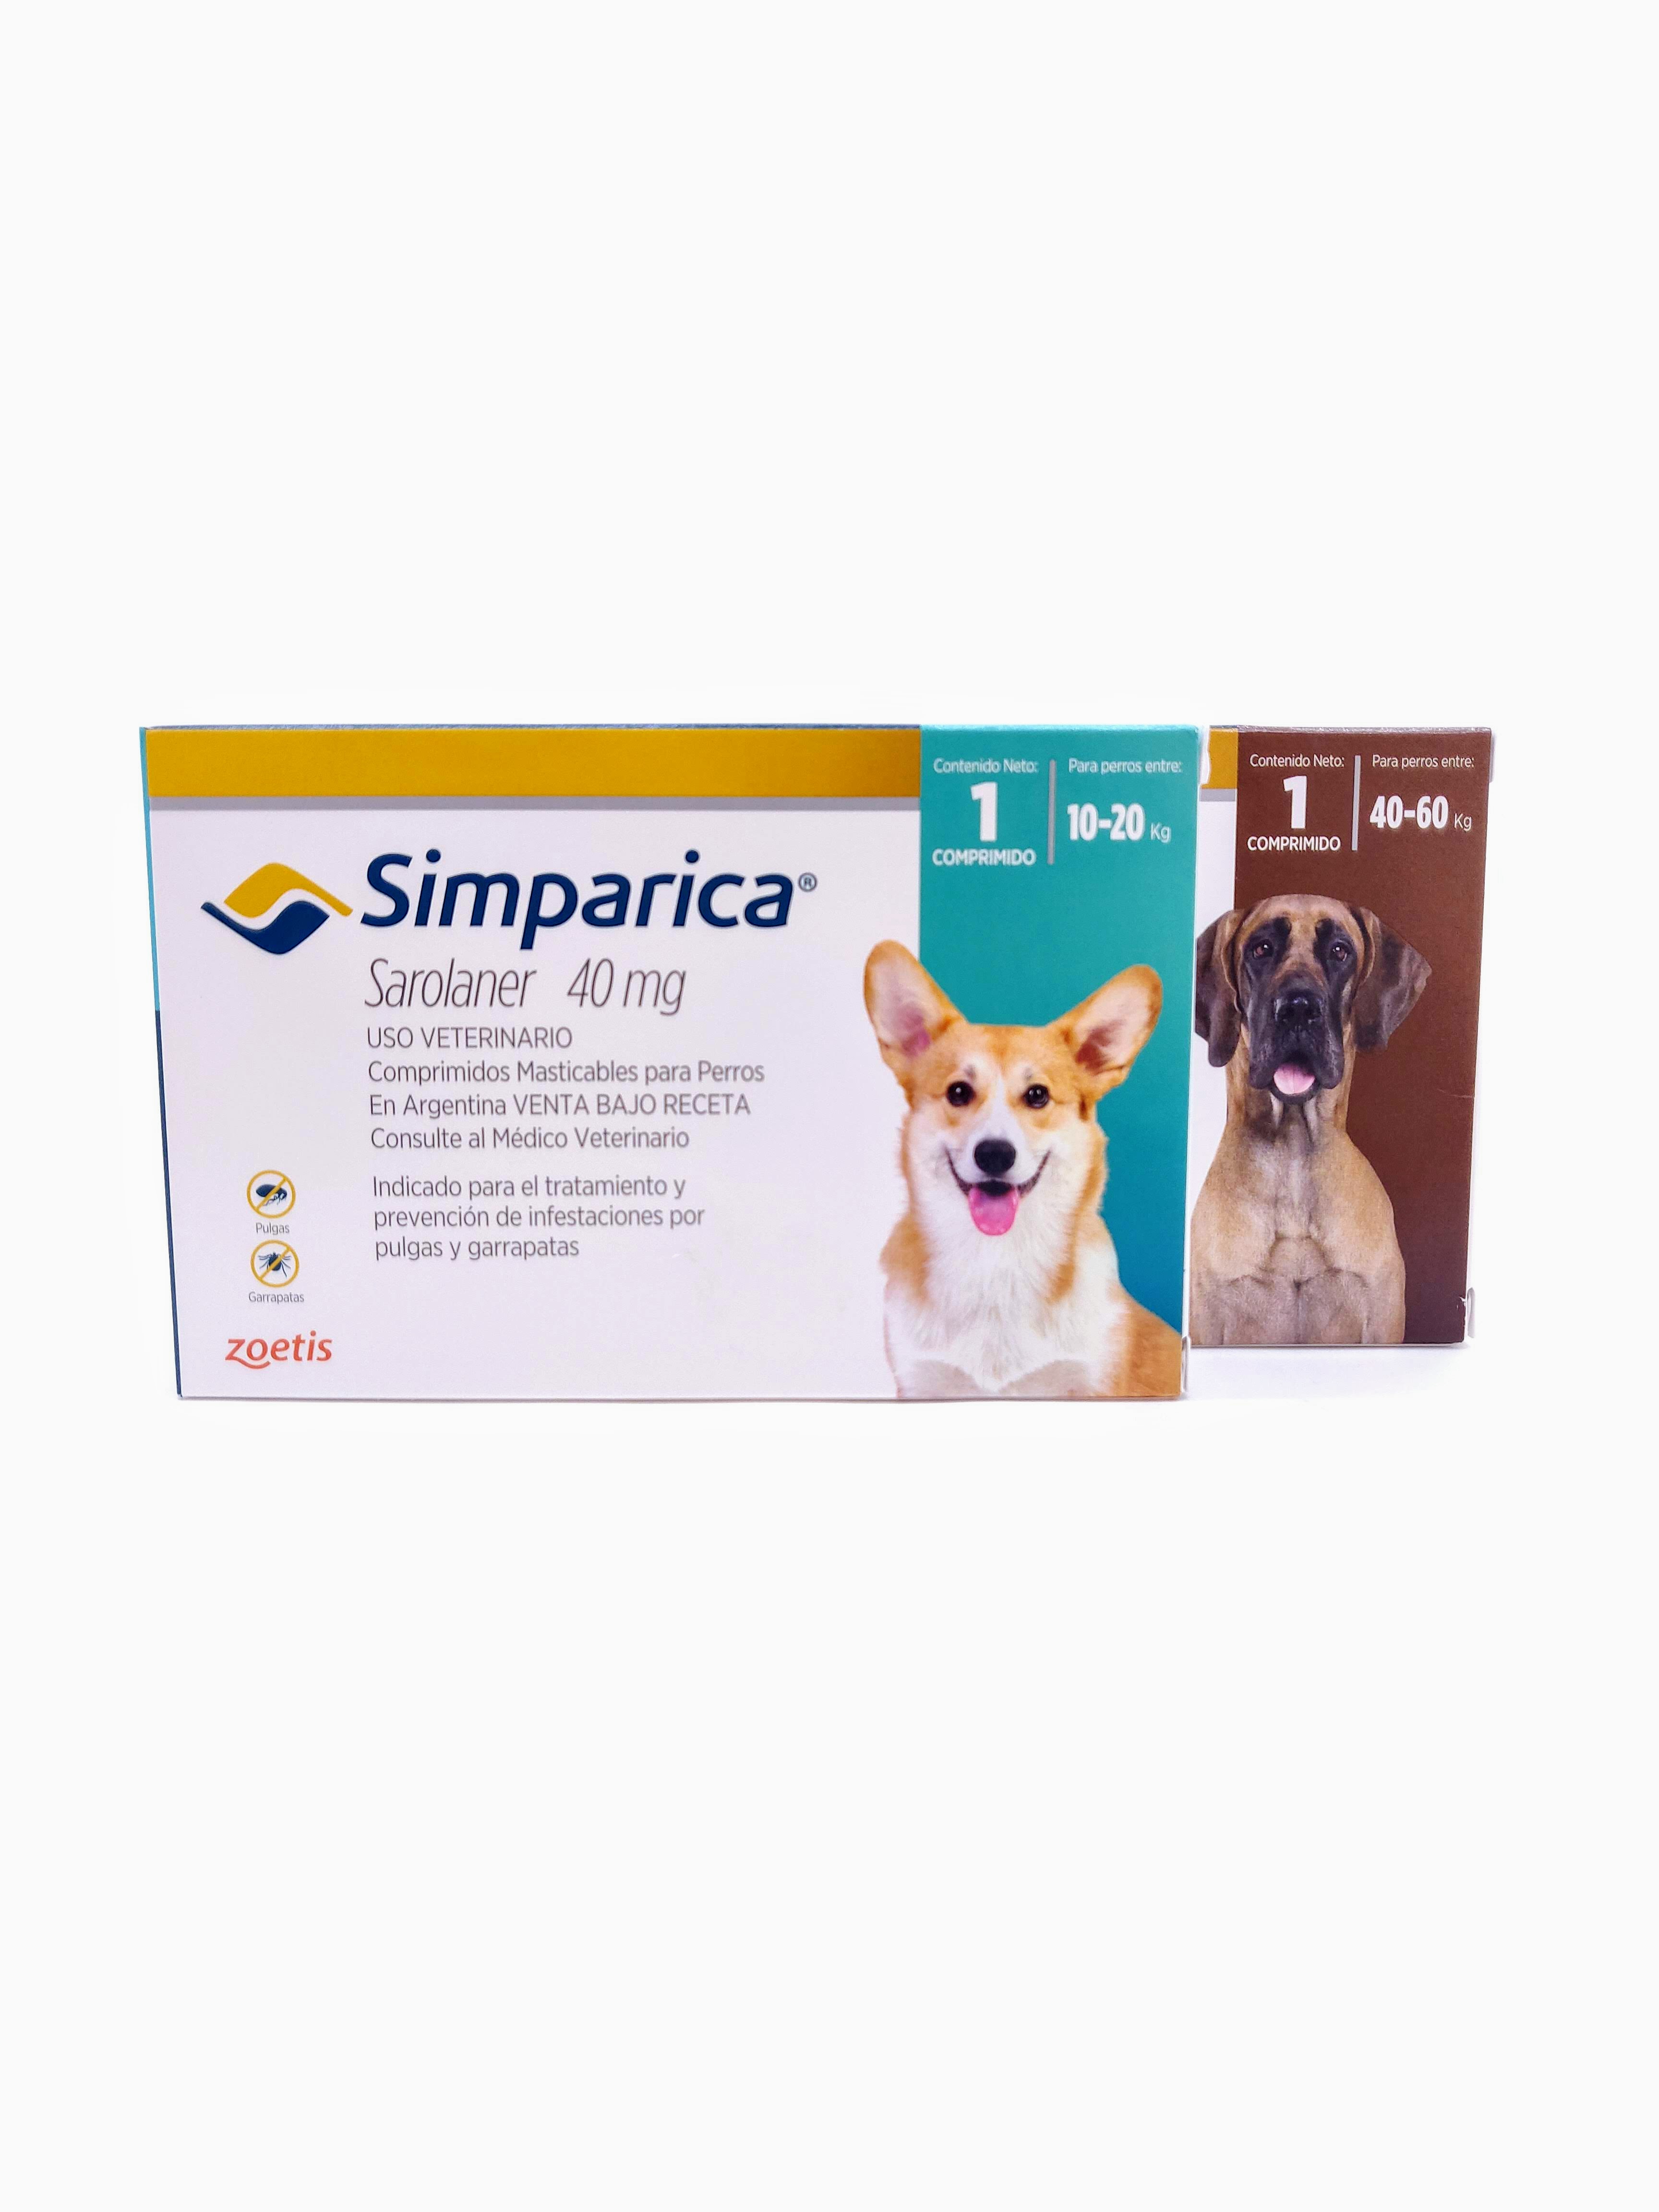 Contenido Neto:
1
COMPRIMIDO
Para perros entre:
10-20 Kg
Simparica®
Sarolaner 40 mg
USO VETERINARIO
Comprimidos Masticables para Perros
En Argentina VENTA BAJO RECETA
Consulte al Médico Veterinario
Indicado para el tratamiento y
prevención de infestaciones por
pulgas y garrapatas
Pulgas
Garrapatas
zoetis
Contenido Neto:
1
COMPRIMIDO
Para perros entre:
40-60 Kg